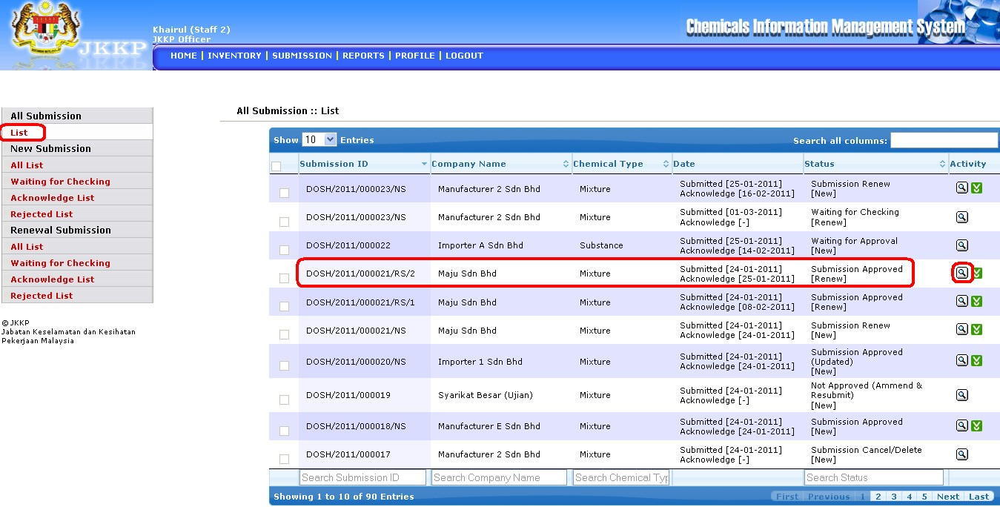 Khairul (Staff 2)
JKKP Officer
JKKP
Chemicals Information Management System
HOME | INVENTORY | SUBMISSION | REPORTS | PROFILE | LOGOUT
All Submission
List
New Submission
All List
Waiting for Checking
Acknowledge List
Rejected List
Renewal Submission
All List
Waiting for Checking
Acknowledge List
Rejected List
© JKKP
Jabatan Keselamatan dan Kesihatan
Pekerjaan Malaysia
All Submission :: List
Show 10 Entries
Search all columns:
Submission ID Company Name Chemical Type Date Status Activity
DOSH/2011/000023/NS Manufacturer 2 Sdn Bhd Mixture Submitted [25-01-2011] Submission Renew
Acknowledge [16-02-2011] [New]
DOSH/2011/000023/NS Manufacturer 2 Sdn Bhd Mixture Submitted [01-03-2011] Waiting for Checking
Acknowledge [-] [Renew]
DOSH/2011/000022 Importer A Sdn Bhd Substance Submitted [25-01-2011] Waiting for Approval
Acknowledge [14-02-2011] [New]
DOSH/2011/000021/RS/2 Maju Sdn Bhd Mixture Submitted [24-01-2011] Submission Approved
Acknowledge [25-01-2011] [Renew]
DOSH/2011/000021/RS/1 Maju Sdn Bhd Mixture Submitted [24-01-2011] Submission Approved
Acknowledge [08-02-2011] [Renew]
DOSH/2011/000021/NS Maju Sdn Bhd Mixture Submitted [24-01-2011] Submission Renew
Acknowledge [24-01-2011] [New]
DOSH/2011/000020/NS Importer 1 Sdn Bhd Mixture Submitted [24-01-2011] Submission Approved
Acknowledge [24-01-2011] (Updated)
[New]
DOSH/2011/000019 Syarikat Besar (Ujian) Mixture Submitted [24-01-2011] Not Approved (Ammend &
Acknowledge [-] Resubmit)
[New]
DOSH/2011/000018/NS Manufacturer E Sdn Bhd Mixture Submitted [24-01-2011] Submission Approved
Acknowledge [24-01-2011] [New]
DOSH/2011/000017 Manufacturer 2 Sdn Bhd Mixture Submitted [24-01-2011] Submission Cancel/Delete
Acknowledge [-] [New]
Search Submission ID Search Company Name Search Chemical Typ Search Status
Showing 1 to 10 of 90 Entries
First Previous 1 2 3 4 5 Next Last